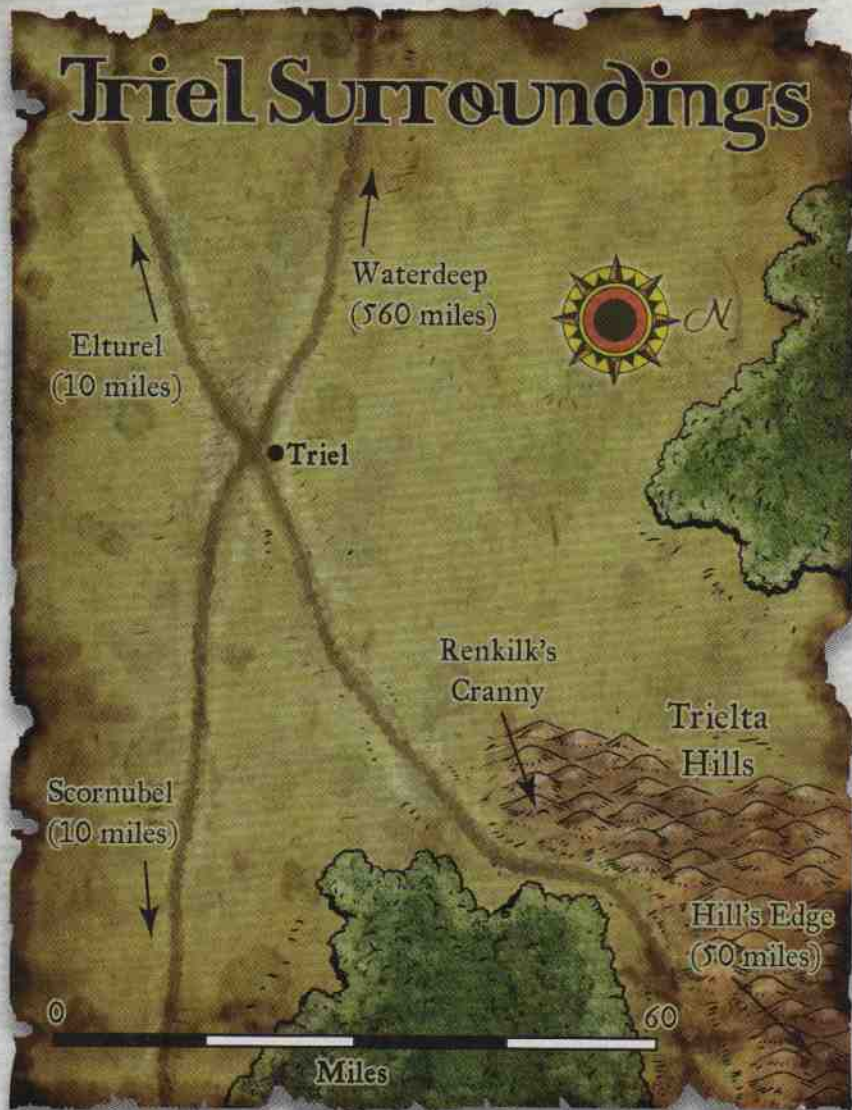 Triel Surroundings
Waterdeep
(560 miles)
N
Elturel
(10 miles)
Triel
Renkilk's
Cranny
Trielta
Hills
Scornubel
(10 miles)
Hill's Edge
(50 miles)
0
60
Miles